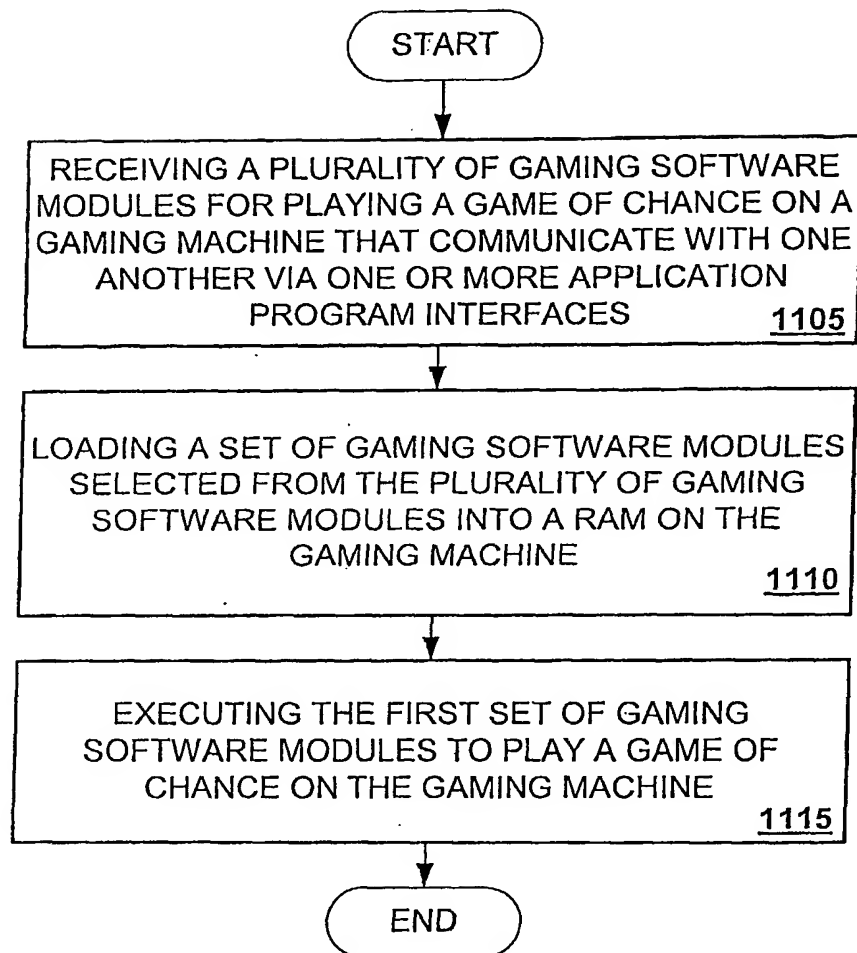 START
RECEIVING A PLURALITY OF GAMING SOFTWARE
MODULES FOR PLAYING A GAME OF CHANCE ON A
GAMING MACHINE THAT COMMUNICATE WITH ONE
ANOTHER VIA ONE OR MORE APPLICATION
PROGRAM INTERFACES
1105
LOADING A SET OF GAMING SOFTWARE MODULES
SELECTED FROM THE PLURALITY OF GAMING
SOFTWARE MODULES INTO A RAM ON THE
GAMING MACHINE
1110
EXECUTING THE FIRST SET OF GAMING
SOFTWARE MODULES TO PLAY A GAME OF
CHANCE ON THE GAMING MACHINE
1115
END